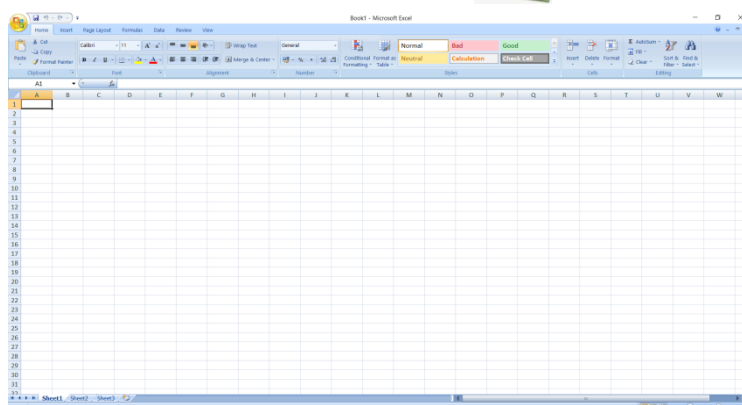 Book1 - Microsoft Excel
Home Insert Page Layout Formulas Data Review View
Cut
Calibri 11 Wrap Text General Normal Bad Good AutoSum
Copy
Fill
Paste Format Painter B I U Merge & Center Conditional Format as Neutral Calculation Check Cell Insert Delete Format Clear Sort & Find &
Formatting Table Filter Select
Clipboard Font Alignment Number Styles Cells Editing
A1 fx
A B C D E F G H I J K L M N O P Q R S T U V W
1
2
3
4
5
6
7
8
9
10
11
12
13
14
15
16
17
18
19
20
21
22
23
24
25
26
27
28
29
30
31
32
Sheet1 Sheet2 Sheet3